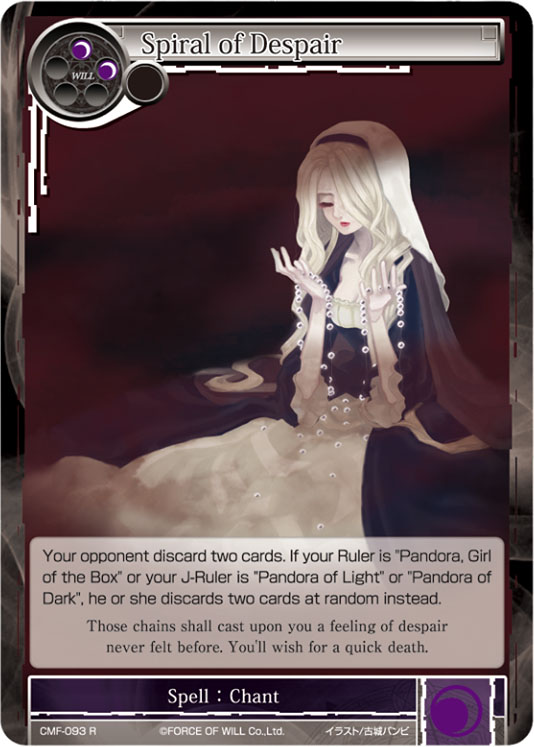 Spiral of Despair
WILL
Your opponent discard two cards. If your Ruler is "Pandora, Girl
of the Box" or your J-Ruler is "Pandora of Light" or "Pandora of
Dark", he or she discards two cards at random instead.
Those chains shall cast upon you a feeling of despair
never felt before. You'll wish for a quick death.
Spell : Chant
CMF-093 R ©FORCE OF WILL Co.,Ltd. イラスト/古城バンビ